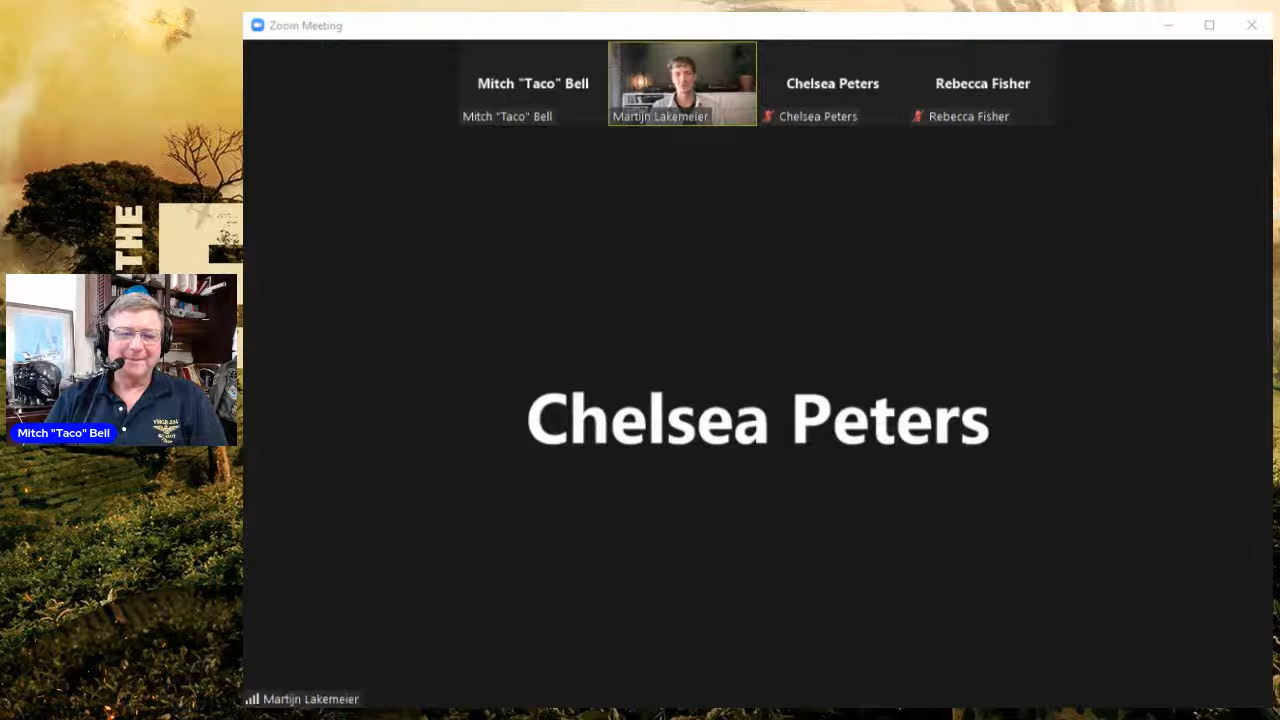 Zoom Meeting
Mitch "Taco" Bell
Chelsea Peters
Rebecca Fisher
Mitch "Taco" Bell
Martijn Lakemeier
Chelsea Peters
Rebecca Fisher
THE
Mitch "Taco" Bell
Chelsea Peters
Martijn Lakemeier